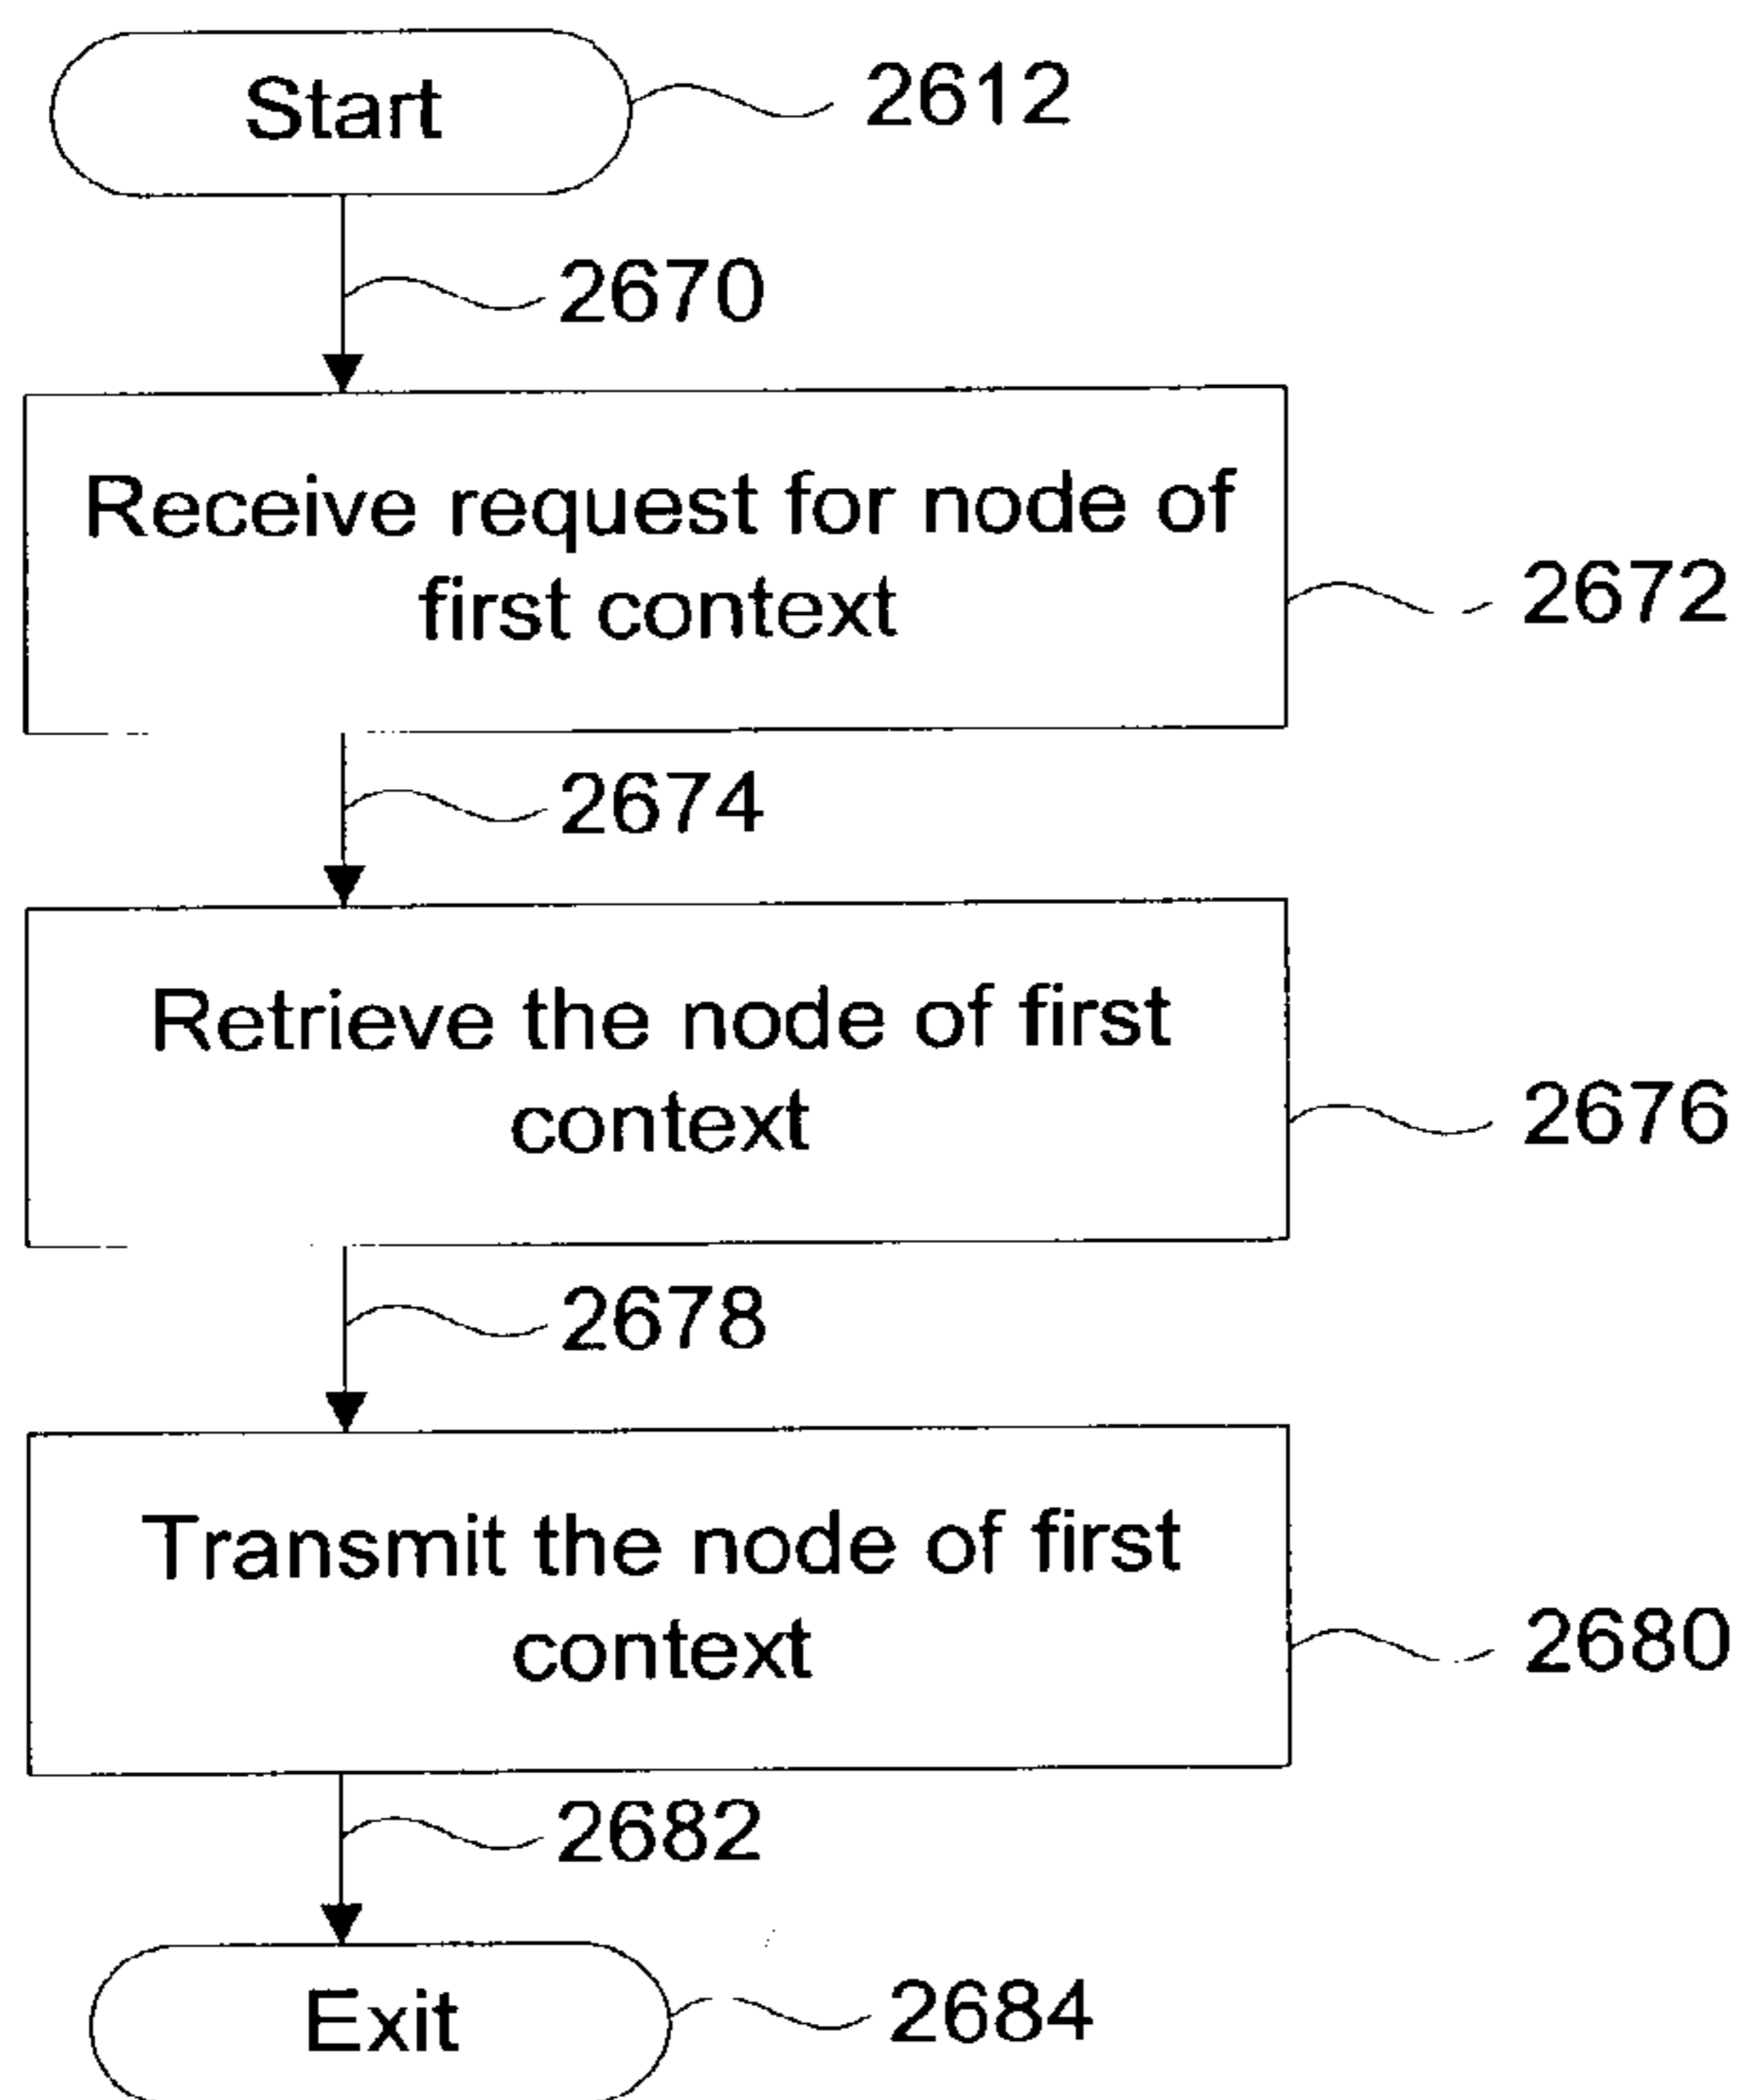 Start
2612
2670
Receive request for node of
first context
2672
2674
Retrieve the node of first
context
2676
2678
Transmit the node of first
context
2680
2682
Exit
2684